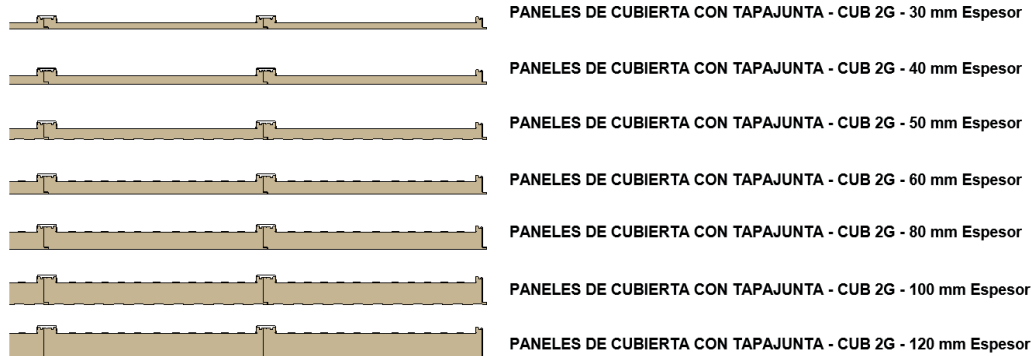 PANELES DE CUBIERTA CON TAPAJUNTA - CUB 2G - 30 mm Espesor
PANELES DE CUBIERTA CON TAPAJUNTA - CUB 2G - 40 mm Espesor
PANELES DE CUBIERTA CON TAPAJUNTA - CUB 2G - 50 mm Espesor
PANELES DE CUBIERTA CON TAPAJUNTA - CUB 2G - 60 mm Espesor
PANELES DE CUBIERTA CON TAPAJUNTA - CUB 2G - 80 mm Espesor
PANELES DE CUBIERTA CON TAPAJUNTA - CUB 2G - 100 mm Espesor
PANELES DE CUBIERTA CON TAPAJUNTA - CUB 2G - 120 mm Espesor